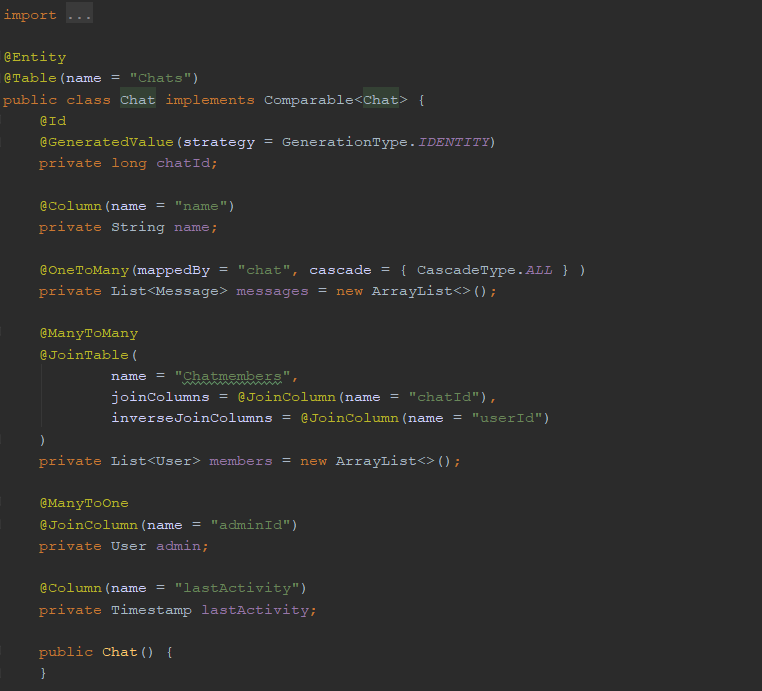 import ...
@Entity
@Table(name = "Chats")
public class Chat implements Comparable<Chat> {
    @Id
    @GeneratedValue(strategy = GenerationType.IDENTITY)
    private long chatId;
    @Column(name = "name")
    private String name;
    @OneToMany(mappedBy = "chat", cascade = { CascadeType.ALL } )
    private List<Message> messages = new ArrayList<>();
    @ManyToMany
    @JoinTable(
            name = "Chatmembers",
            joinColumns = @JoinColumn(name = "chatId"),
            inverseJoinColumns = @JoinColumn(name = "userId")
    )
    private List<User> members = new ArrayList<>();
    @ManyToOne
    @JoinColumn(name = "adminId")
    private User admin;
    @Column(name = "lastActivity")
    private Timestamp lastActivity;
    public Chat() {
    }